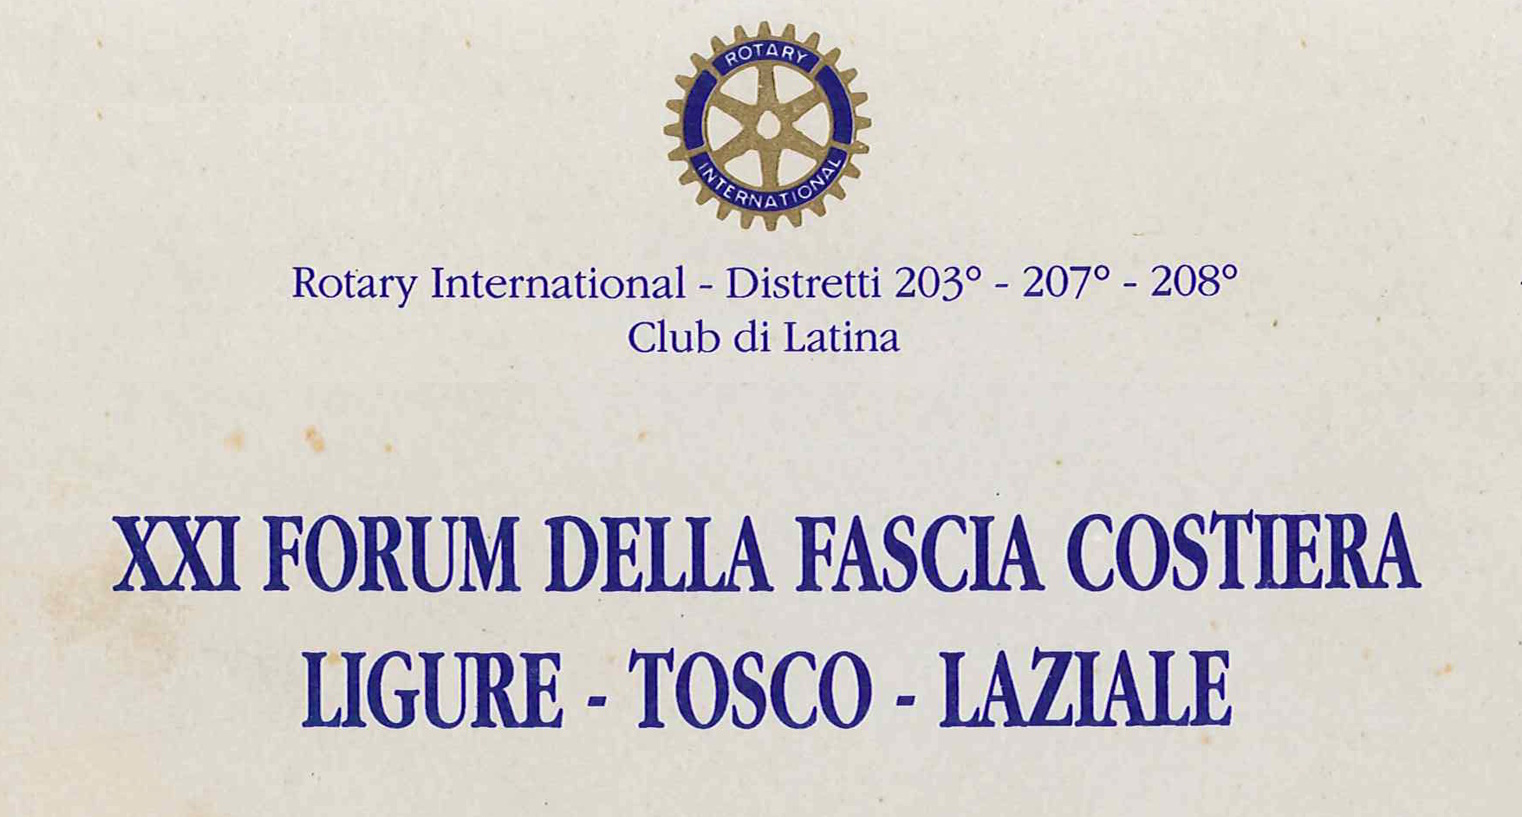 ROTARY
INTERNATIONAL
Rotary International - Distretti 203° - 207° - 208°
Club di Latina
XXI FORUM DELLA FASCIA COSTIERA
LIGURE - TOSCO - LAZIALE